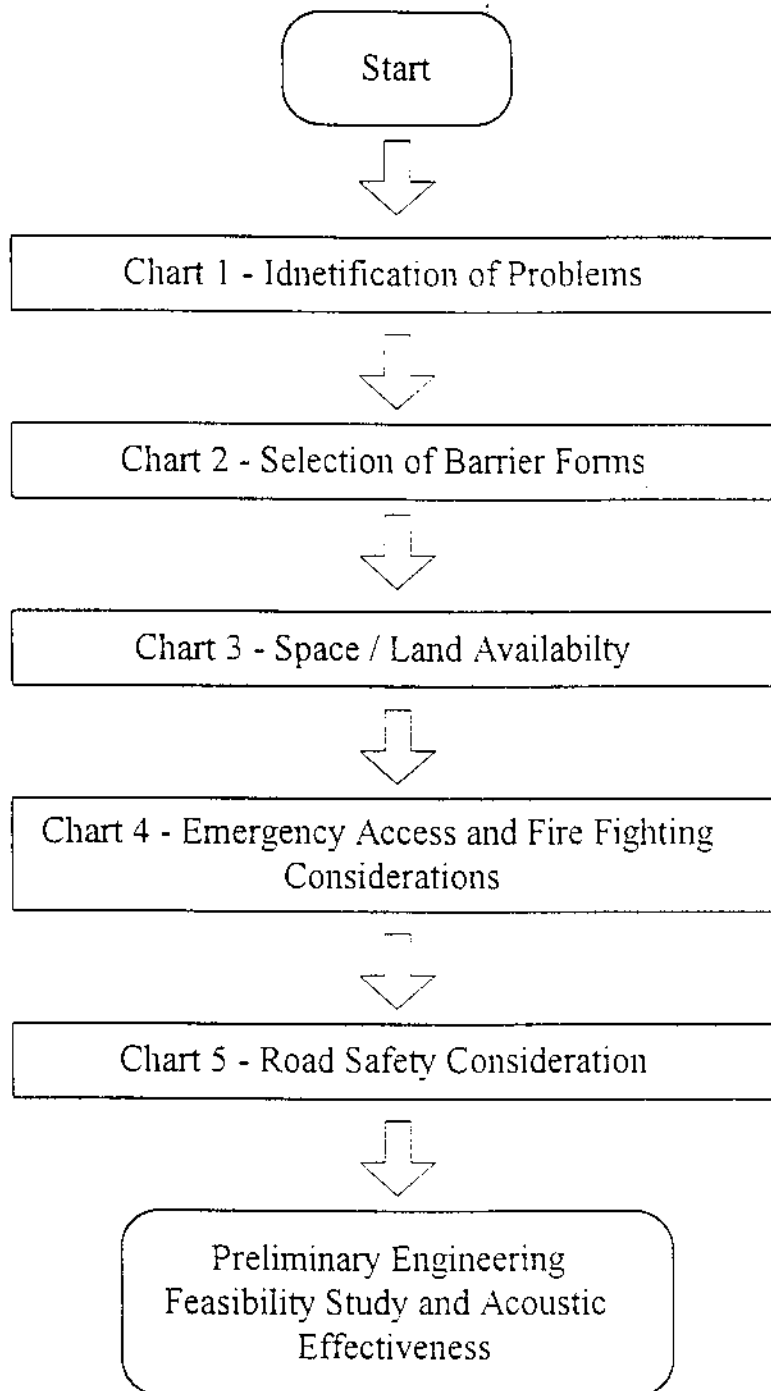 Start
Chart 1 - Idnetification of Problems
Chart 2 - Selection of Barrier Forms
Chart 3 - Space / Land Availabilty
Chart 4 - Emergency Access and Fire Fighting
Considerations
Chart 5 - Road Safety Consideration
Preliminary Engineering
Feasibility Study and Acoustic
Effectiveness